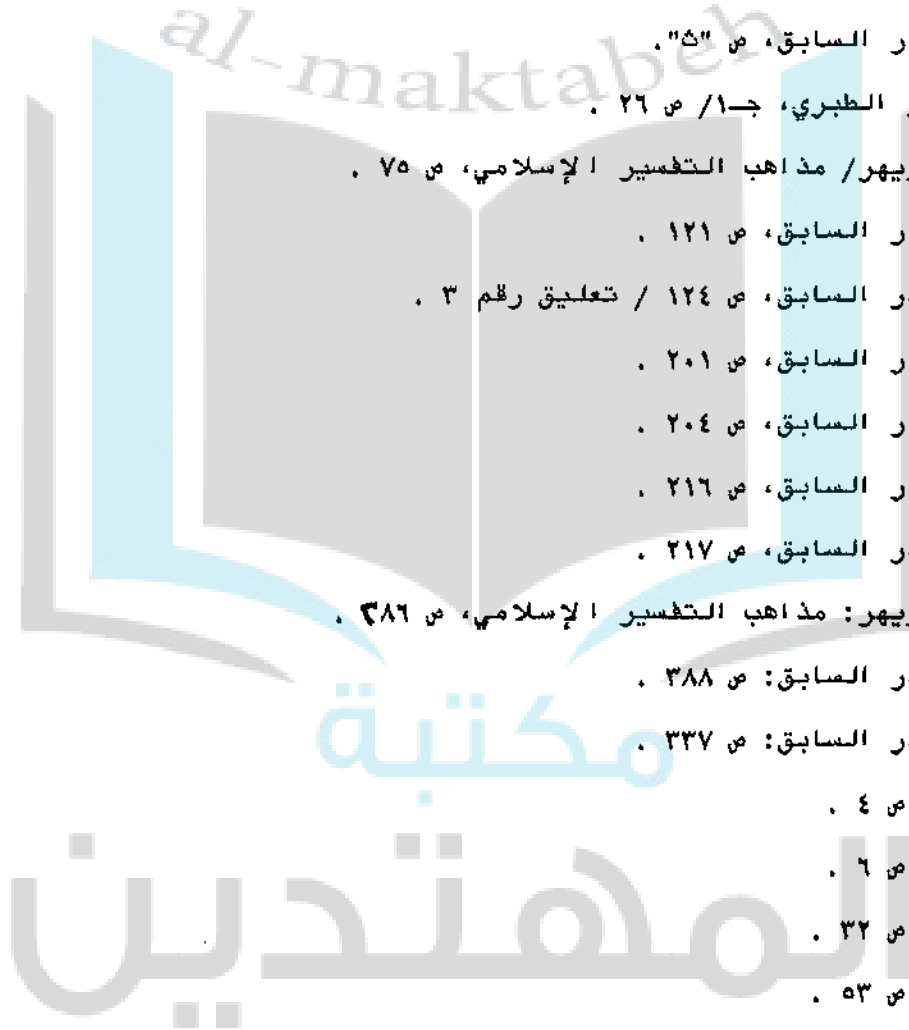 al-maktabeh
ر السابق، ص "ث".
الطبري، جـ١/ ص ٢٦ .
يهر/ مذاهب التفسير الإسلامي، ص ٧٥ .
ر السابق، ص ١٢١ .
ر السابق، ص ١٢٤ / تعليق رقم ٣ .
ر السابق، ص ٢٠١ .
ر السابق، ص ٢٠٤ .
ر السابق، ص ٢١٦ .
ر السابق، ص ٢١٧ .
يهر: مذاهب التفسير الإسلامي، ص ٣٨٦ .
ر السابق: ص ٣٨٨ .
ر السابق: ص ٣٣٧ .
مكتبة
ص ٤ .
ص ٦ .
المهتدين
ص ٣٢ .
ص ٥٣ .